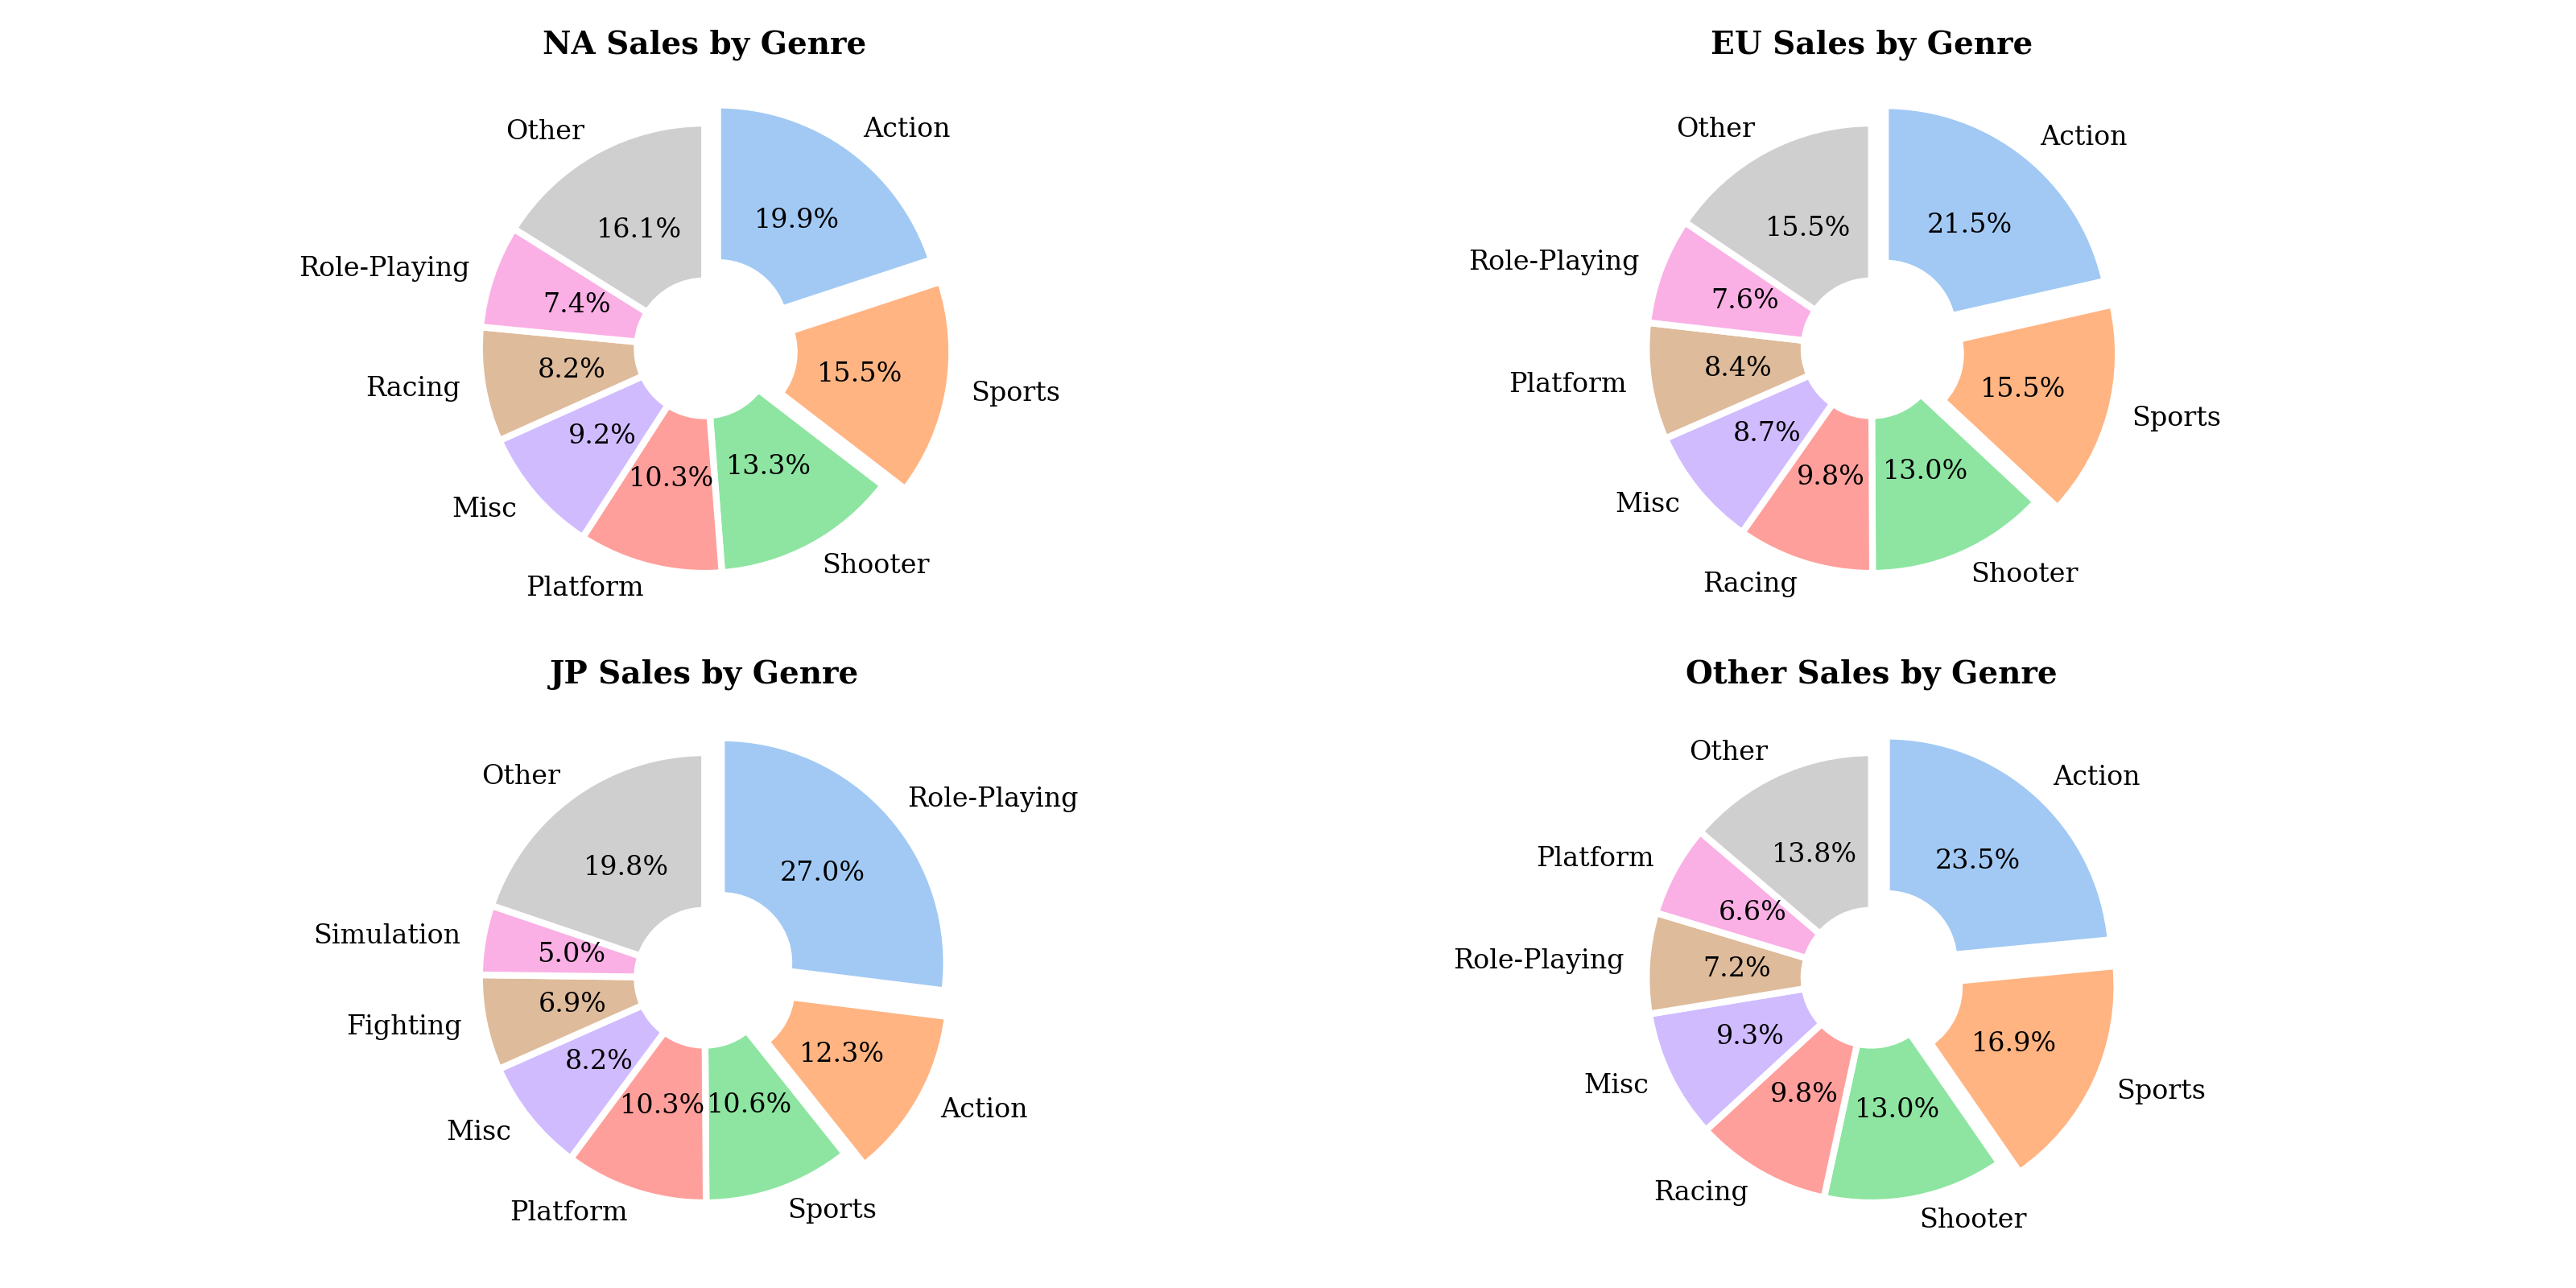 NA Sales by Genre
Action
19.9%
Sports
15.5%
Shooter
13.3%
Platform
10.3%
Misc
9.2%
Racing
8.2%
Role-Playing
7.4%
Other
16.1%
EU Sales by Genre
Action
21.5%
Sports
15.5%
Shooter
13.0%
Racing
9.8%
Misc
8.7%
Platform
8.4%
Role-Playing
7.6%
Other
15.5%
JP Sales by Genre
Role-Playing
27.0%
Action
12.3%
Sports
10.6%
Platform
10.3%
Misc
8.2%
Fighting
6.9%
Simulation
5.0%
Other
19.8%
Other Sales by Genre
Action
23.5%
Sports
16.9%
Shooter
13.0%
Racing
9.8%
Misc
9.3%
Role-Playing
7.2%
Platform
6.6%
Other
13.8%